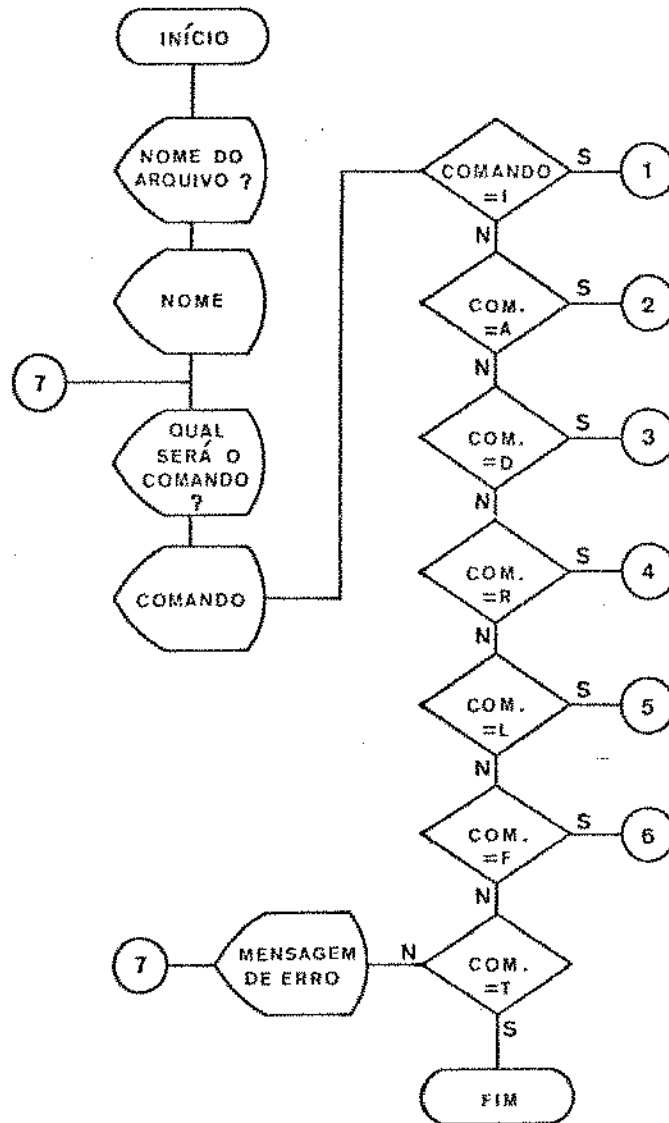 INÍCIO
NOME DO
ARQUIVO ?
NOME
7
QUAL
SERÁ O
COMANDO
?
COMANDO
COMANDO
=I
S
1
N
COM.
=A
S
2
N
COM.
=D
S
3
N
COM.
=R
S
4
N
COM.
=L
S
5
N
COM.
=F
S
6
N
COM.
=T
N
MENSAGEM
DE ERRO
7
S
FIM